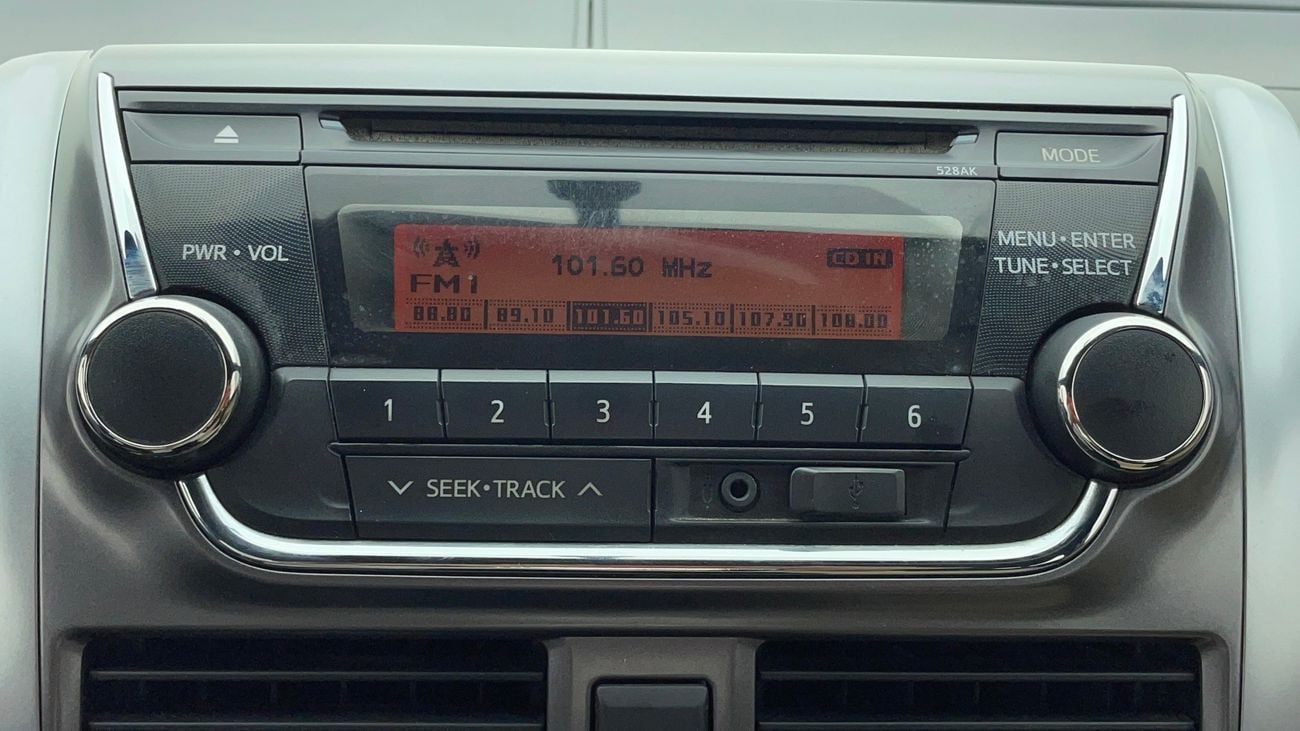 MODE
528AK
PWR • VOL
MENU • ENTER
TUNE • SELECT
101.60 MHz
CD IN
FM1
88.80 89.10 101.60 105.10 107.90 108.00
1 2 3 4 5 6
SEEK • TRACK